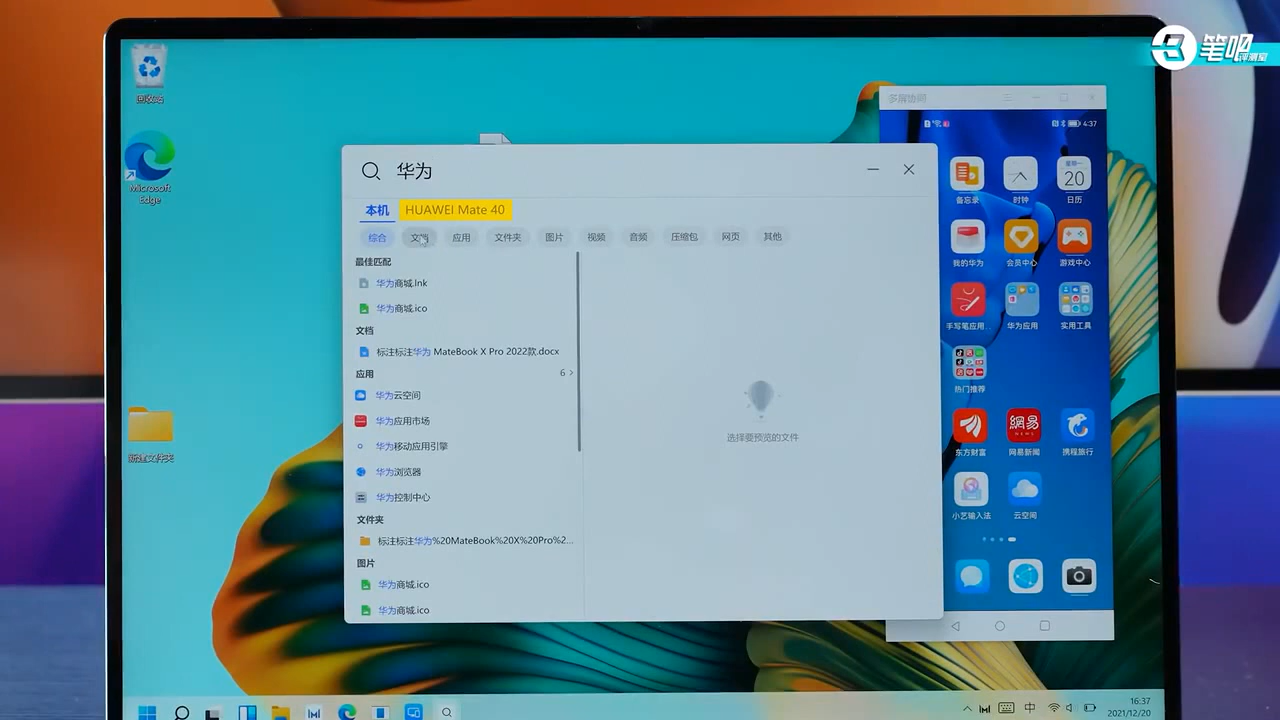 笔吧
评测室
回收站
Microsoft
Edge
新建文件夹
华为
本机 HUAWEI Mate 40
综合 文档 应用 文件夹 图片 视频 音频 压缩包 网页 其他
最佳匹配
华为商城.lnk
华为商城.ico
文档
标注标注华为 MateBook X Pro 2022款.docx
应用
6 >
华为云空间
华为应用市场
华为移动应用引擎
华为浏览器
华为控制中心
文件夹
标注标注华为%20MateBook%20X%20Pro%2...
图片
华为商城.ico
华为商城.ico
选择要预览的文件
多屏协同
4:37
星期一
20
备忘录 时钟 日历
我的华为 会员中心 游戏中心
手写笔应用... 华为应用 实用工具
热门推荐
網易
NEWS
东方财富 网易新闻 携程旅行
小艺输入法 云空间
中
16:37
2021/12/20